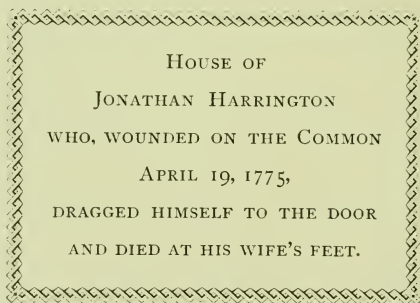 House of
Jonathan Harrington
who, wounded on the Common
April 19, 1775,
dragged himself to the door
and died at his wife's feet.